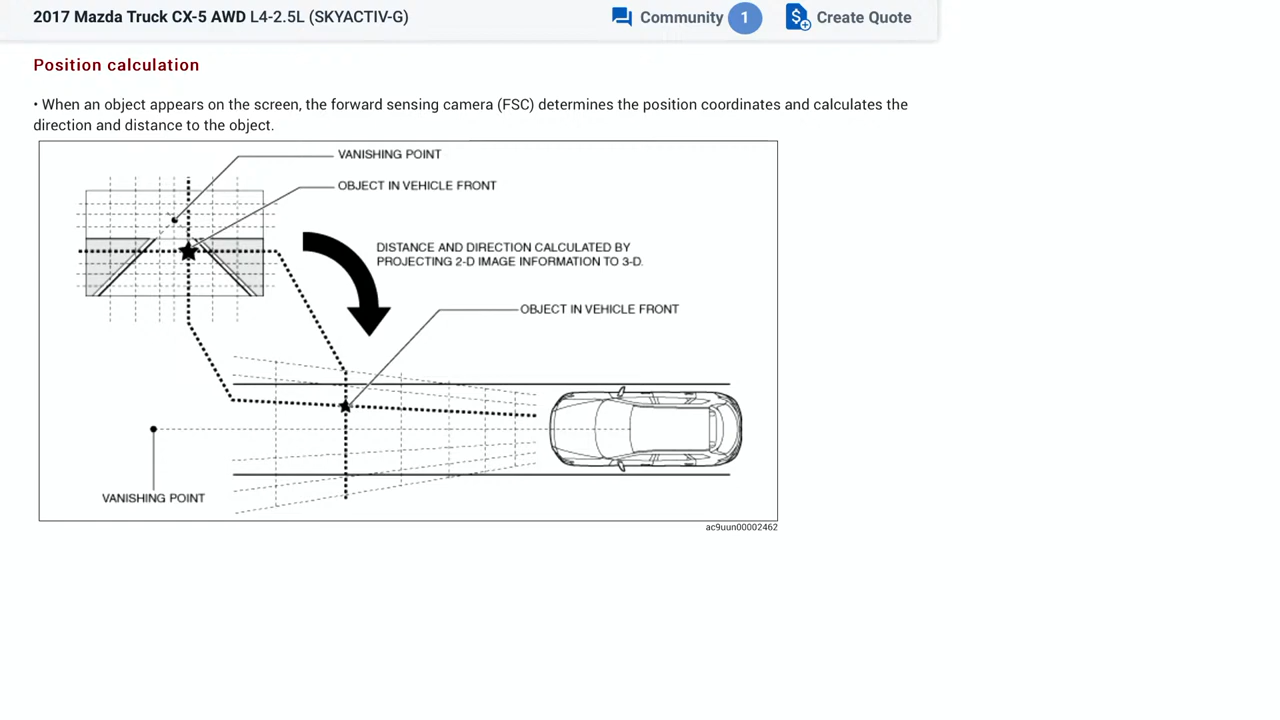 2017 Mazda Truck CX-5 AWD L4-2.5L (SKYACTIV-G)
Community 1
Create Quote
Position calculation
• When an object appears on the screen, the forward sensing camera (FSC) determines the position coordinates and calculates the
direction and distance to the object.
VANISHING POINT
OBJECT IN VEHICLE FRONT
DISTANCE AND DIRECTION CALCULATED BY
PROJECTING 2-D IMAGE INFORMATION TO 3-D.
OBJECT IN VEHICLE FRONT
VANISHING POINT
ac9uun00002462